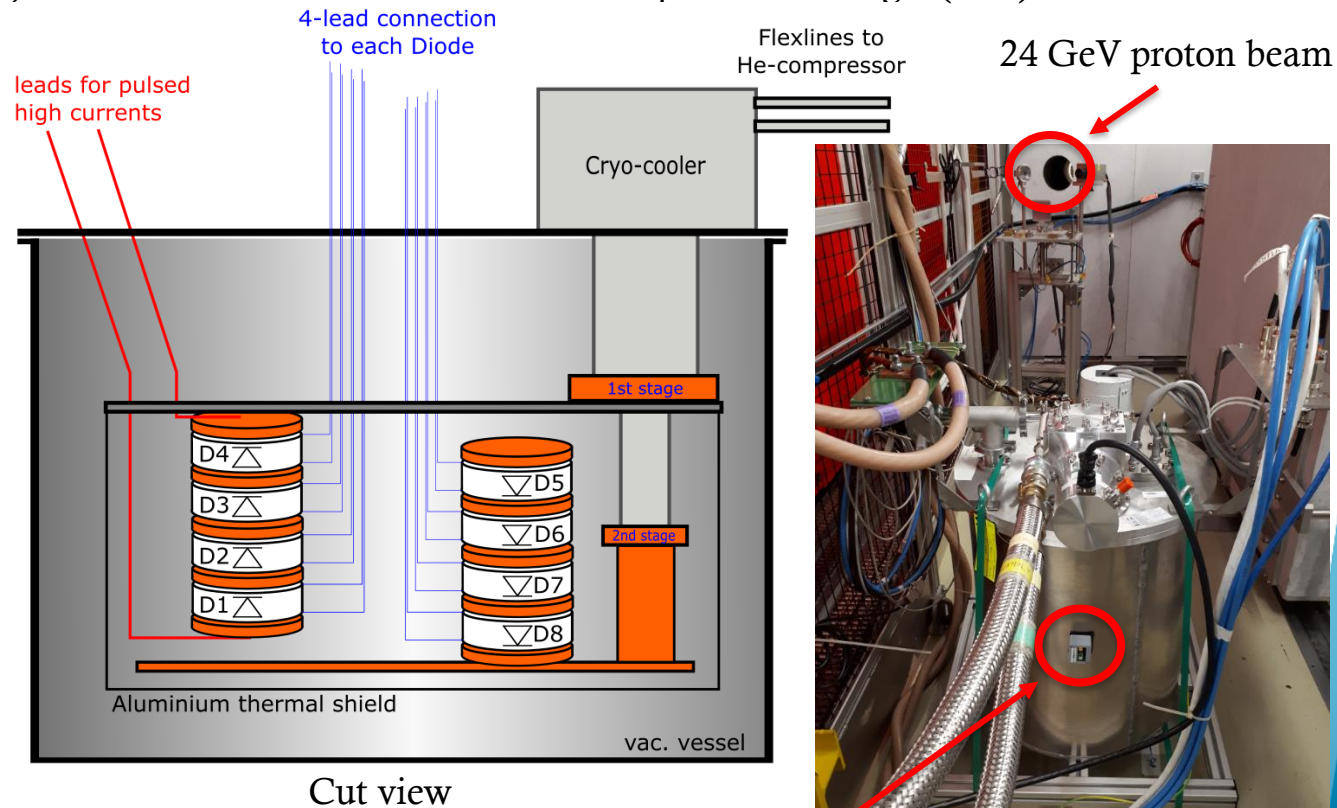 4-lead connection
to each Diode
leads for pulsed
high currents
Flexlines to
He-compressor
24 GeV proton beam
Cryo-cooler
1st stage
D4
D3
D2
D1
D5
D6
D7
D8
2nd stage
Aluminium thermal shield
vac. vessel
Cut view